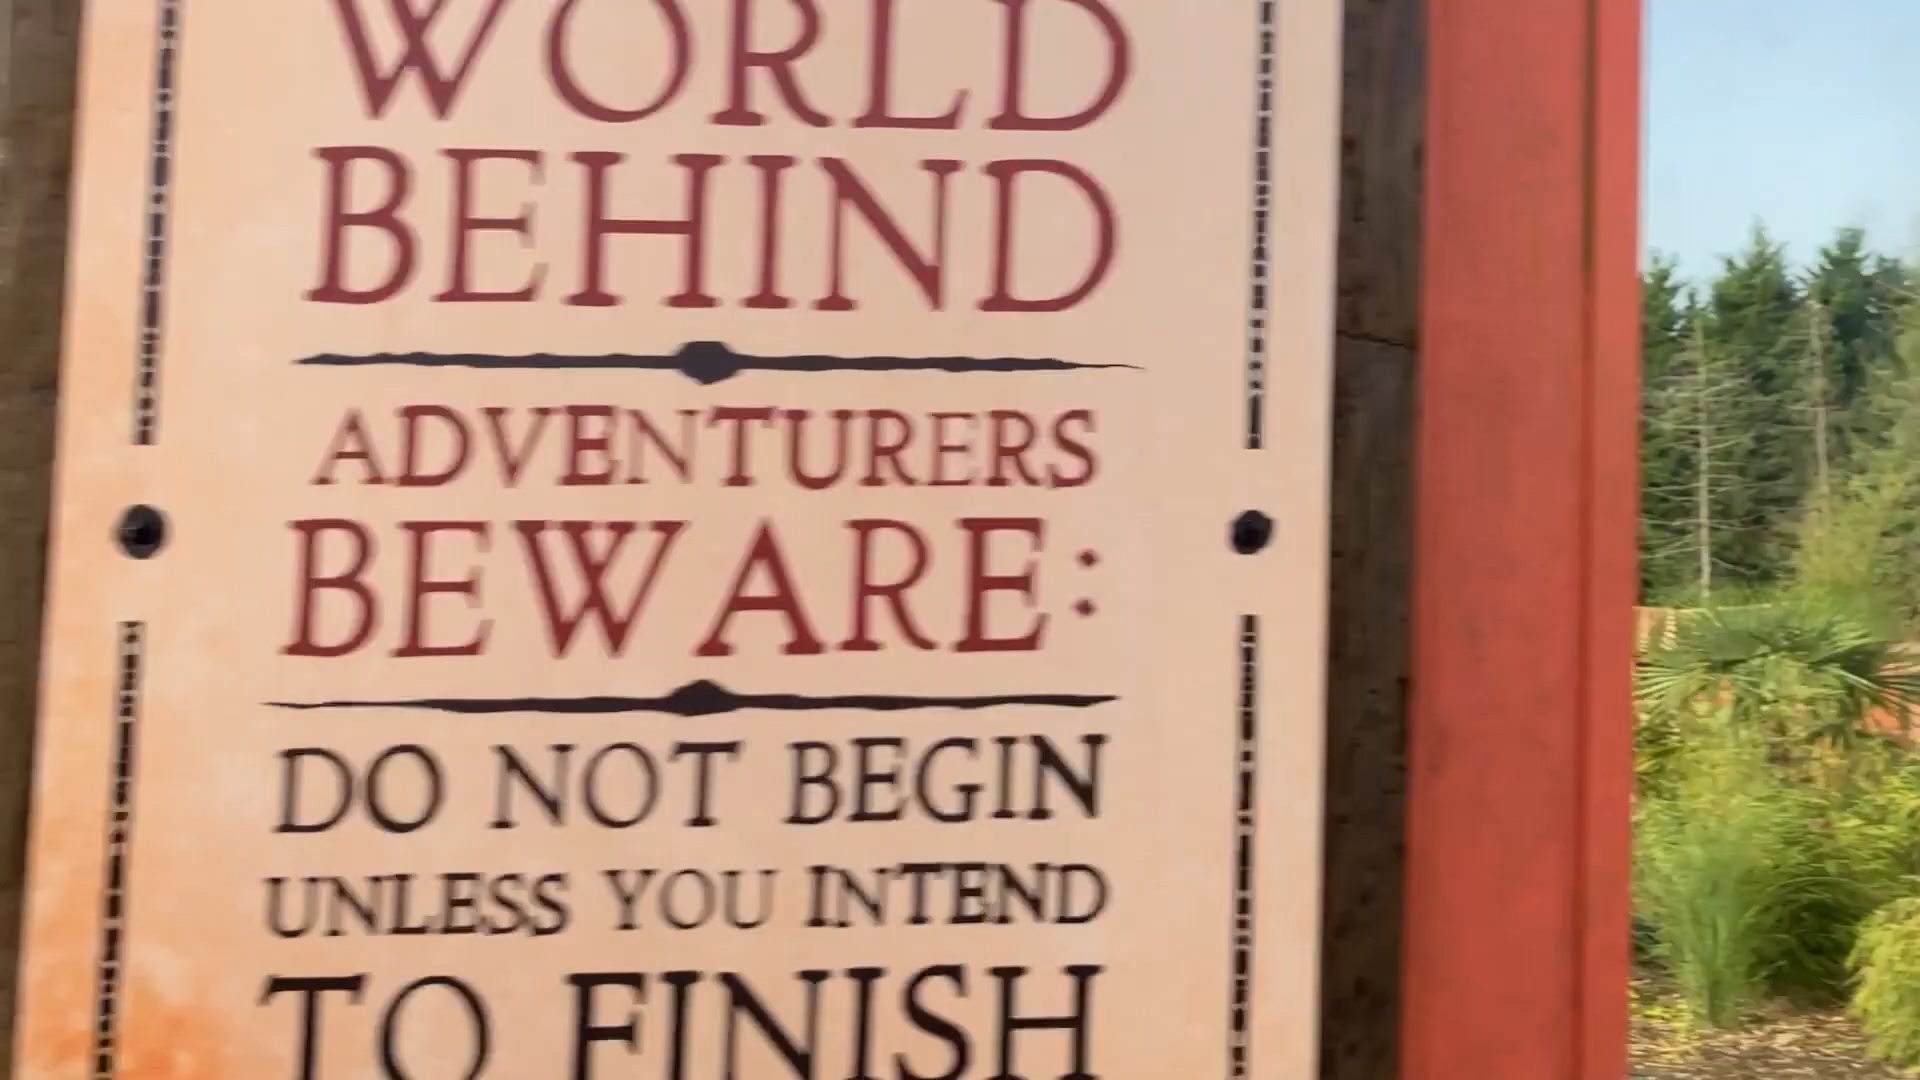 WORLD
BEHIND
ADVENTURERS
BEWARE:
DO NOT BEGIN
UNLESS YOU INTEND
TO FINISH